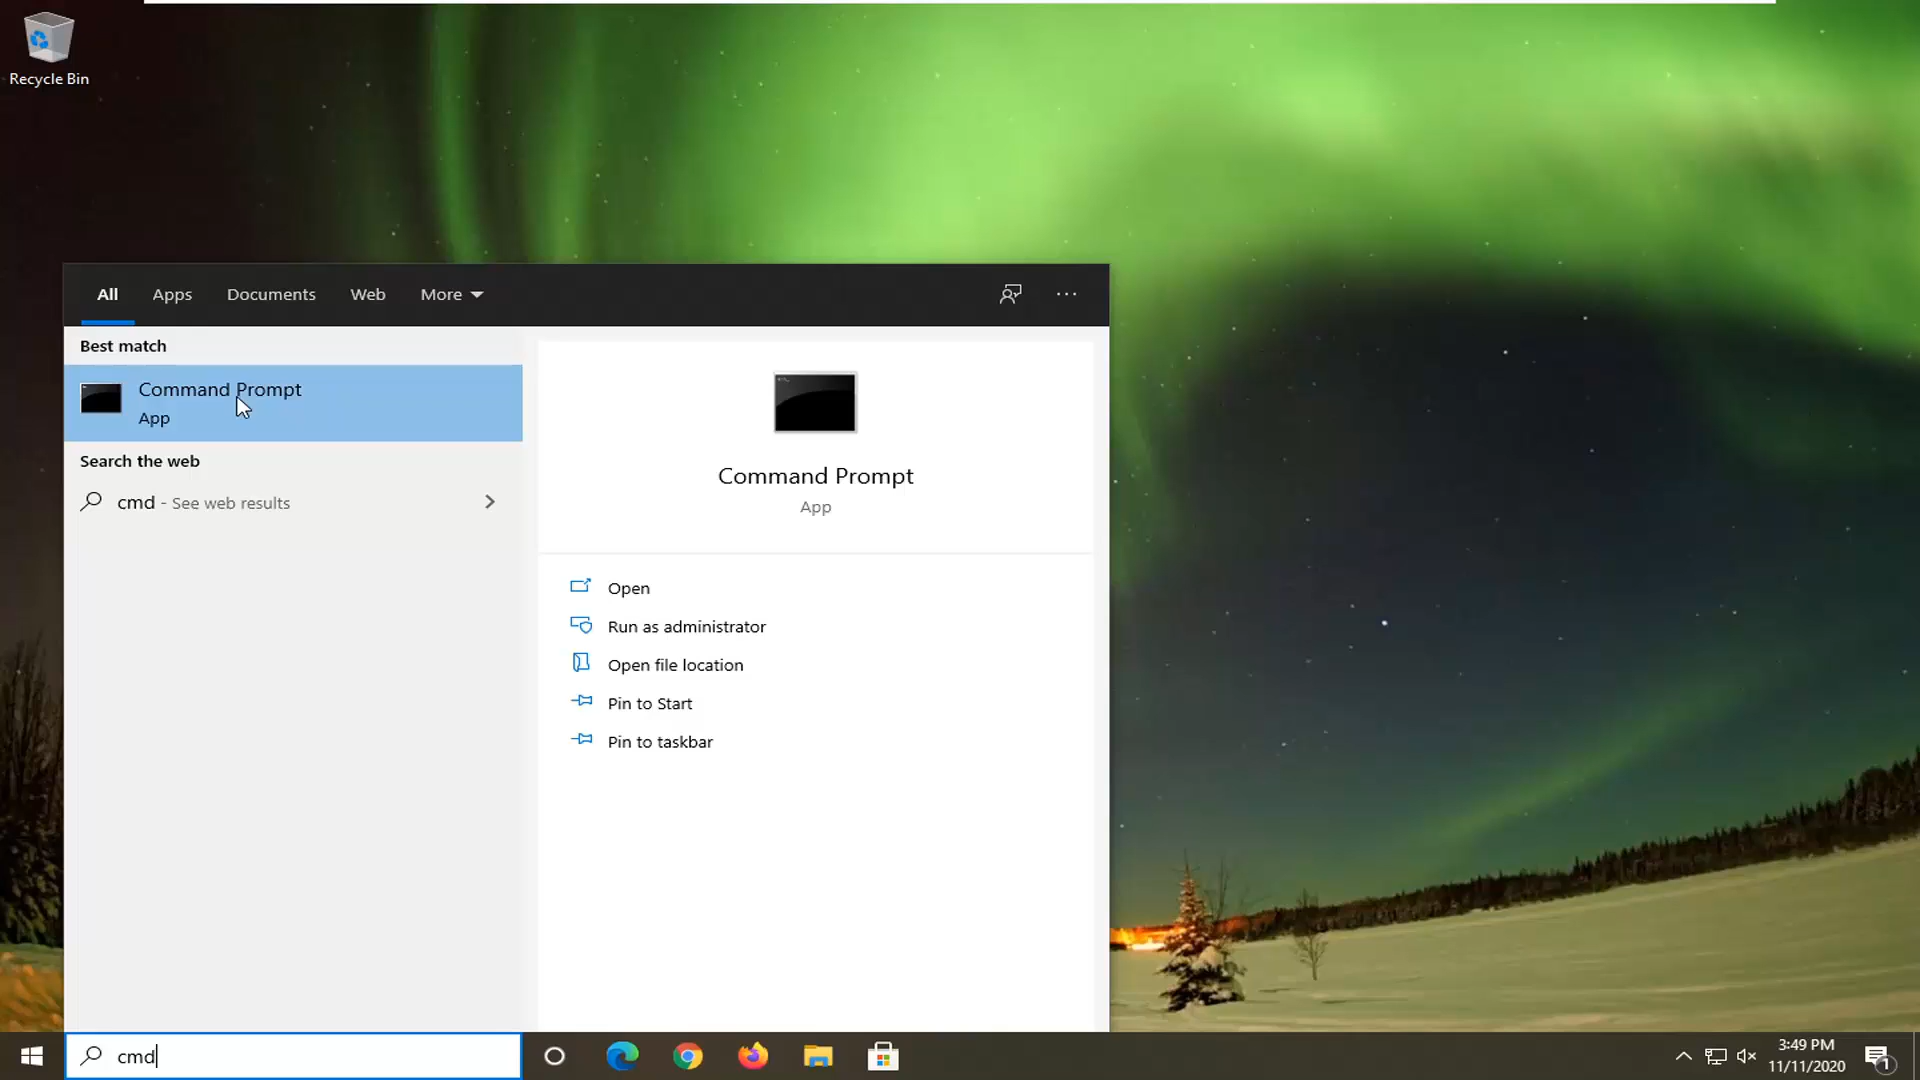 Recycle Bin
All Apps Documents Web More
Best match
Command Prompt
App
Search the web
cmd - See web results
Command Prompt
App
Open
Run as administrator
Open file location
Pin to Start
Pin to taskbar
cmd
3:49 PM
11/11/2020
1